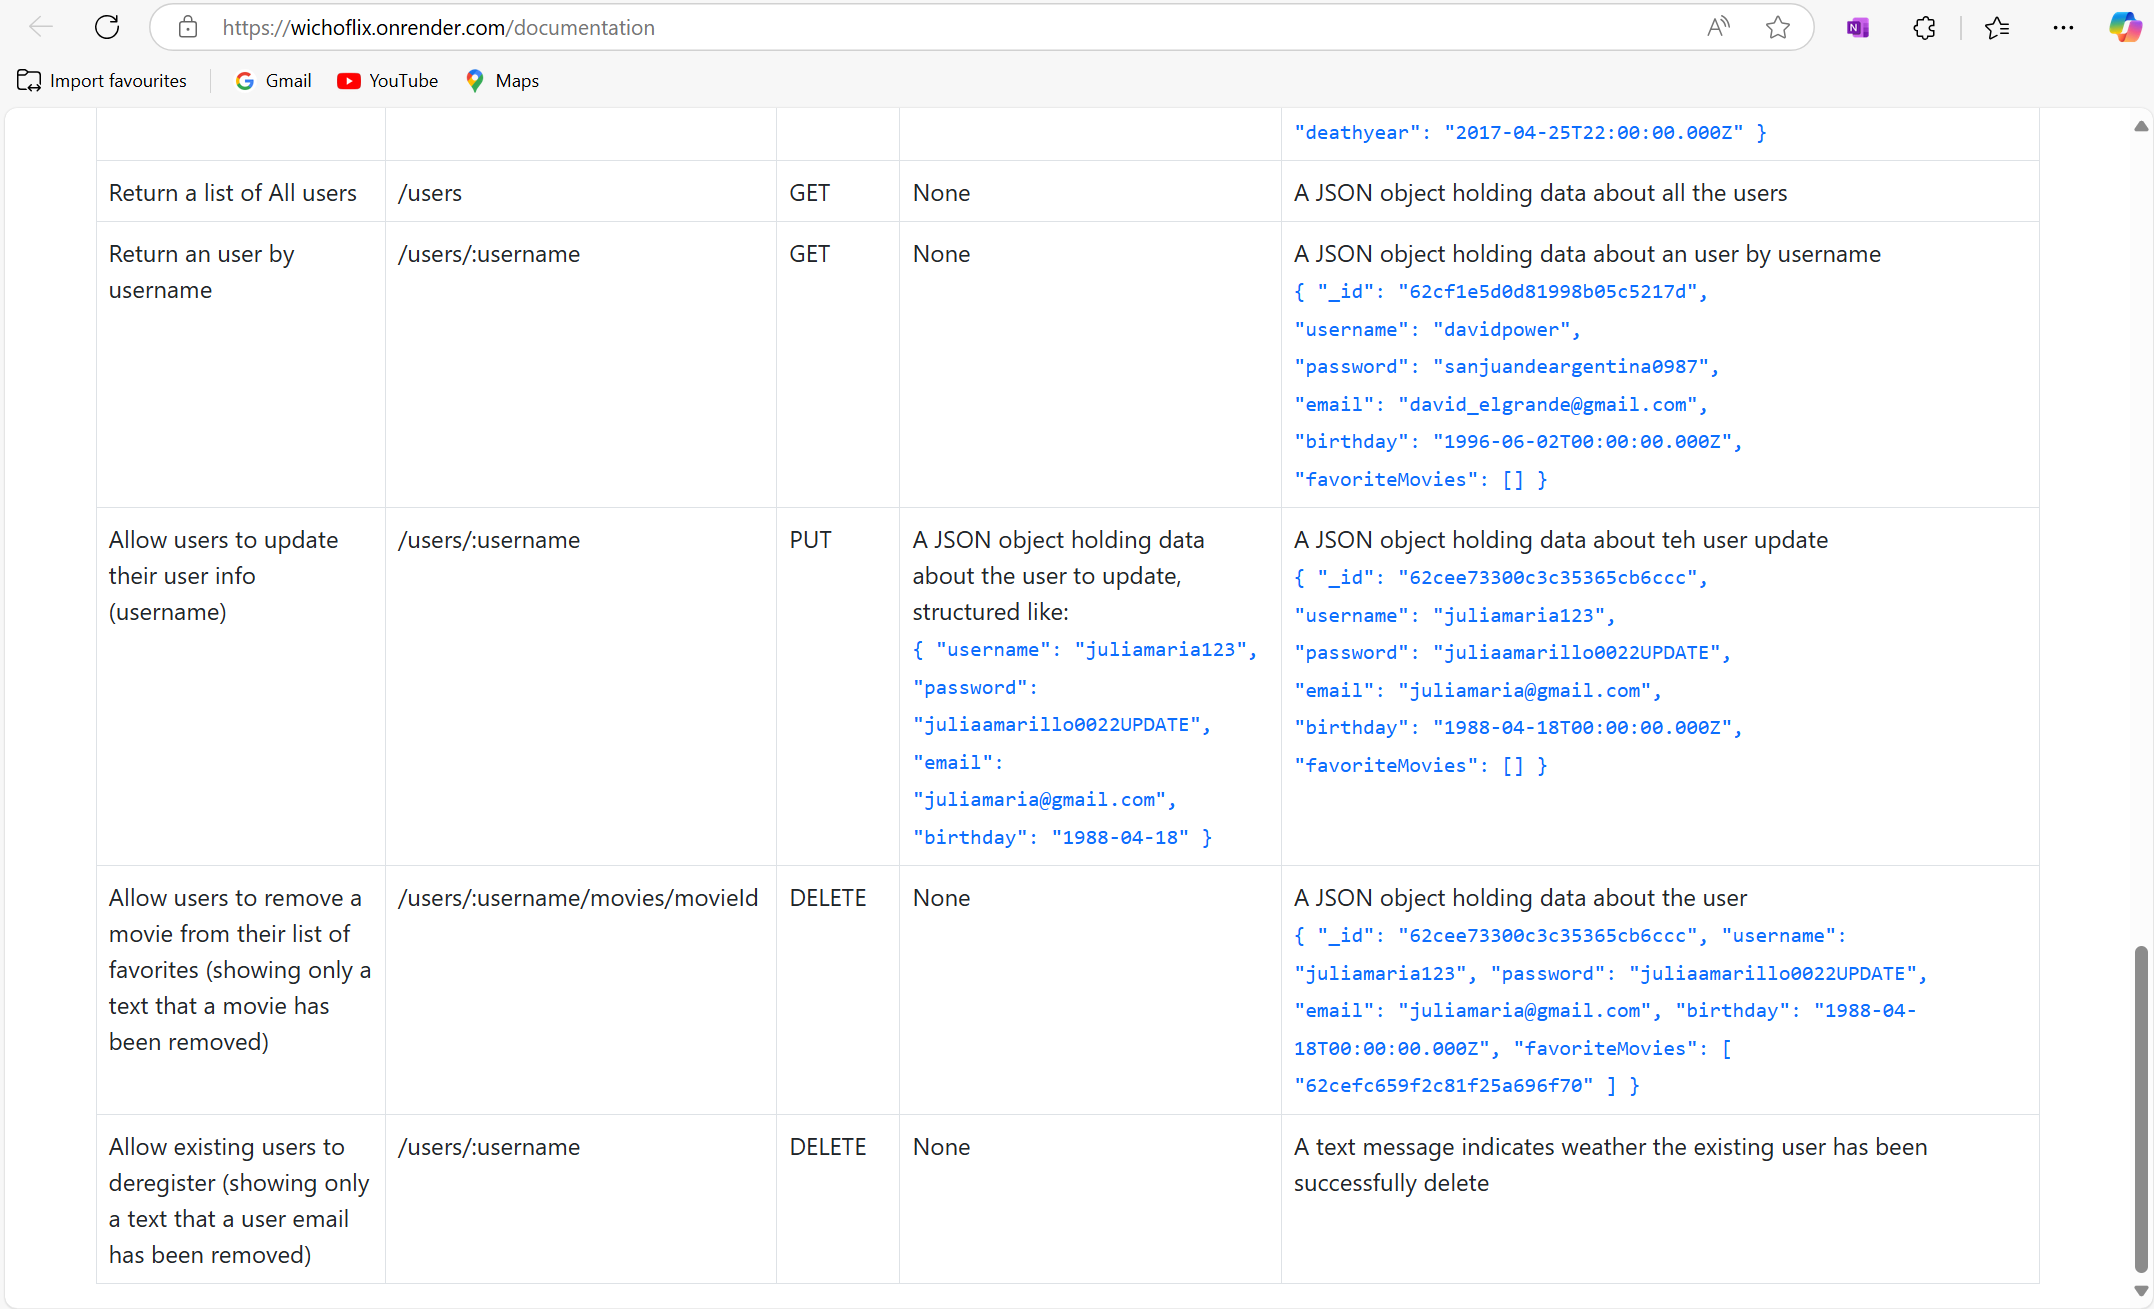 https://wichoflix.onrender.com/documentation
Import favourites
Gmail
YouTube
Maps
"deathyear": "2017-04-25T22:00:00.000Z" }
Return a list of All users
/users
GET
None
A JSON object holding data about all the users
Return an user by
username
/users/:username
GET
None
A JSON object holding data about an user by username
{ "_id": "62cf1e5d0d81998b05c5217d",
"username": "davidpower",
"password": "sanjuandeargentina0987",
"email": "david_elgrande@gmail.com",
"birthday": "1996-06-02T00:00:00.000Z",
"favoriteMovies": [] }
Allow users to update
their user info
(username)
/users/:username
PUT
A JSON object holding data
about the user to update,
structured like:
{ "username": "juliamaria123",
"password":
"juliaamarillo0022UPDATE",
"email":
"juliamaria@gmail.com",
"birthday": "1988-04-18" }
A JSON object holding data about teh user update
{ "_id": "62cee73300c3c35365cb6ccc",
"username": "juliamaria123",
"password": "juliaamarillo0022UPDATE",
"email": "juliamaria@gmail.com",
"birthday": "1988-04-18T00:00:00.000Z",
"favoriteMovies": [] }
Allow users to remove a
movie from their list of
favorites (showing only a
text that a movie has
been removed)
/users/:username/movies/movieId
DELETE
None
A JSON object holding data about the user
{ "_id": "62cee73300c3c35365cb6ccc", "username":
"juliamaria123", "password": "juliaamarillo0022UPDATE",
"email": "juliamaria@gmail.com", "birthday": "1988-04-
18T00:00:00.000Z", "favoriteMovies": [
"62cefc659f2c81f25a696f70" ] }
Allow existing users to
deregister (showing only
a text that a user email
has been removed)
/users/:username
DELETE
None
A text message indicates weather the existing user has been
successfully delete